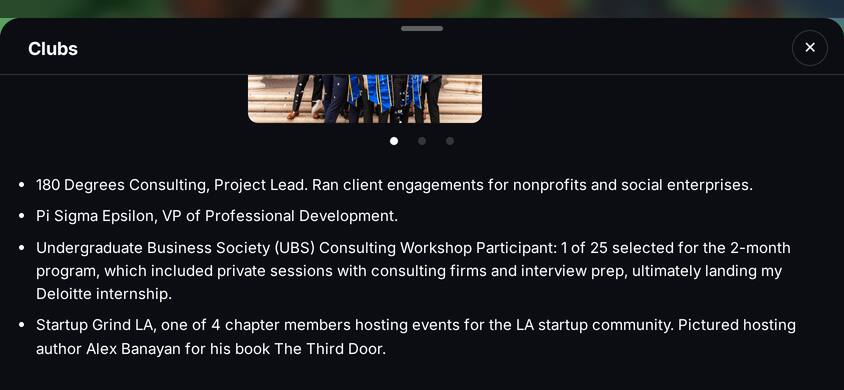 Clubs
180 Degrees Consulting, Project Lead. Ran client engagements for nonprofits and social enterprises.
Pi Sigma Epsilon, VP of Professional Development.
Undergraduate Business Society (UBS) Consulting Workshop Participant: 1 of 25 selected for the 2-month
program, which included private sessions with consulting firms and interview prep, ultimately landing my
Deloitte internship.
Startup Grind LA, one of 4 chapter members hosting events for the LA startup community. Pictured hosting
author Alex Banayan for his book The Third Door.